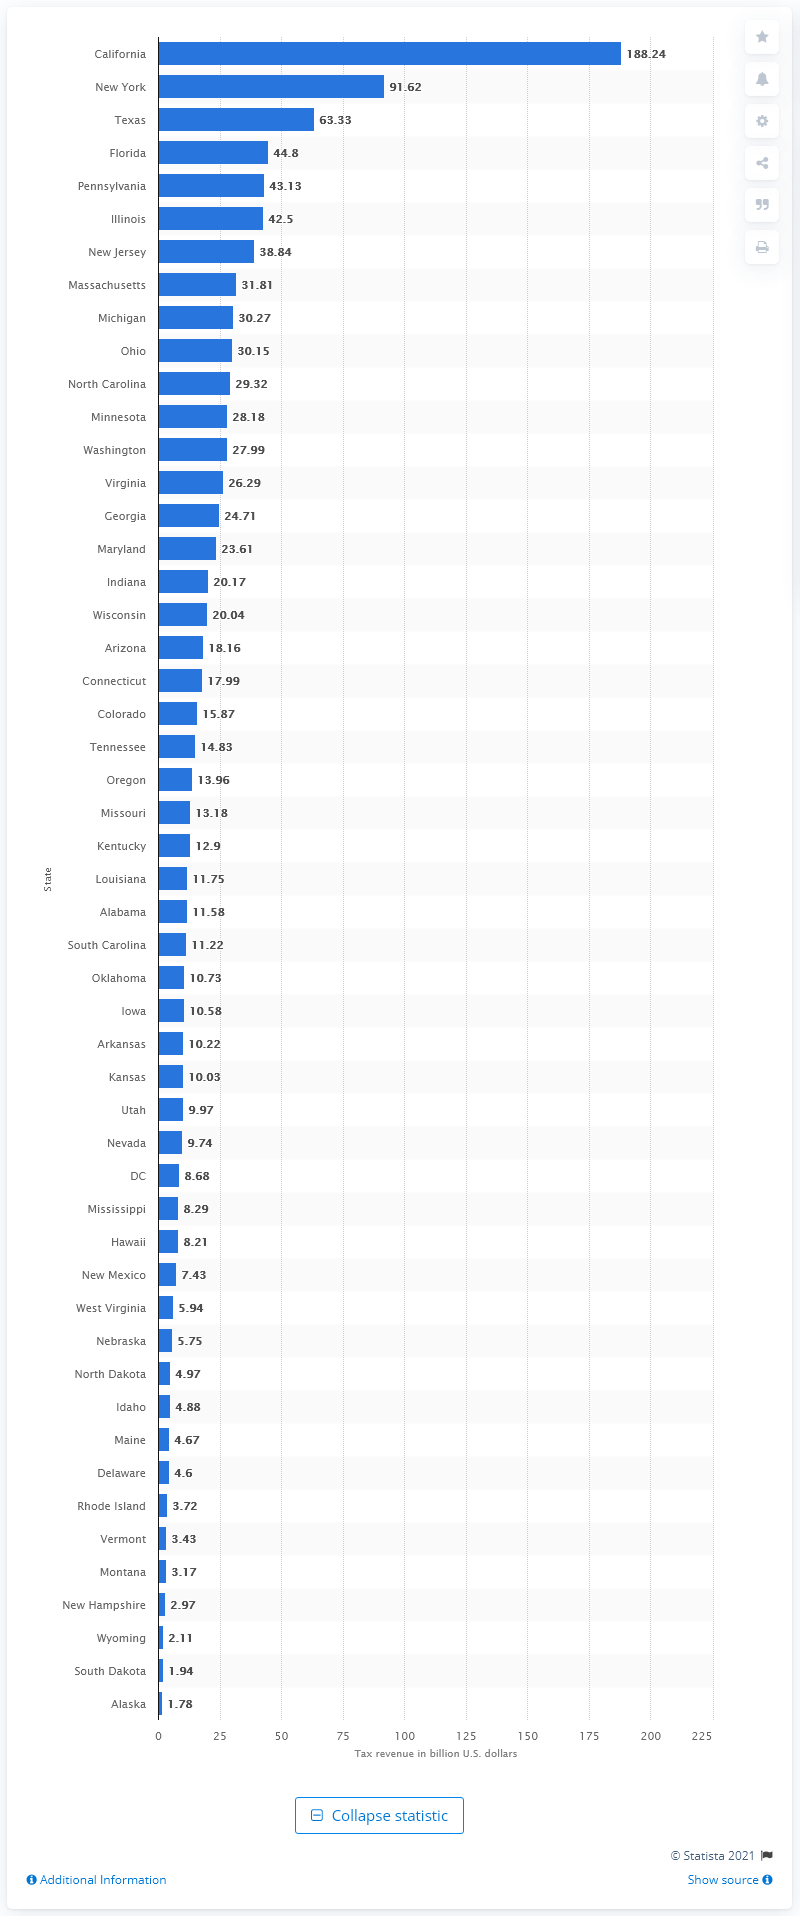 California 188.24
New York 91.62
Texas 63.33
Florida 44.8
Pennsylvania 43.13
Illinois 42.5
New Jersey 38.84
Massachusetts 31.81
Michigan 30.27
Ohio 30.15
North Carolina 29.32
Minnesota 28.18
Washington 27.99
Virginia 26.29
Georgia 24.71
Maryland 23.61
Indiana 20.17
Wisconsin 20.04
Arizona 18.16
Connecticut 17.99
Colorado 15.87
Tennessee 14.83
Oregon 13.96
Missouri 13.18
Kentucky 12.9
State
Louisiana 11.75
Alabama 11.58
South Carolina 11.22
Oklahoma 10.73
Iowa 10.58
Arkansas 10.22
Kansas 10.03
Utah 9.97
Nevada 9.74
DC 8.68
Mississippi 8.29
Hawaii 8.21
New Mexico 7.43
West Virginia 5.94
Nebraska 5.75
North Dakota 4.97
Idaho 4.88
Maine 4.67
Delaware 4.6
Rhode Island 3.72
Vermont 3.43
Montana 3.17
New Hampshire 2.97
Wyoming 2.11
South Dakota 1.94
Alaska 1.78
0 25 50 75 100 125 150 175 200 225
Tax revenue in billion U.S. dollars
Collapse statistic
© Statista 2021
Additional Information Show source